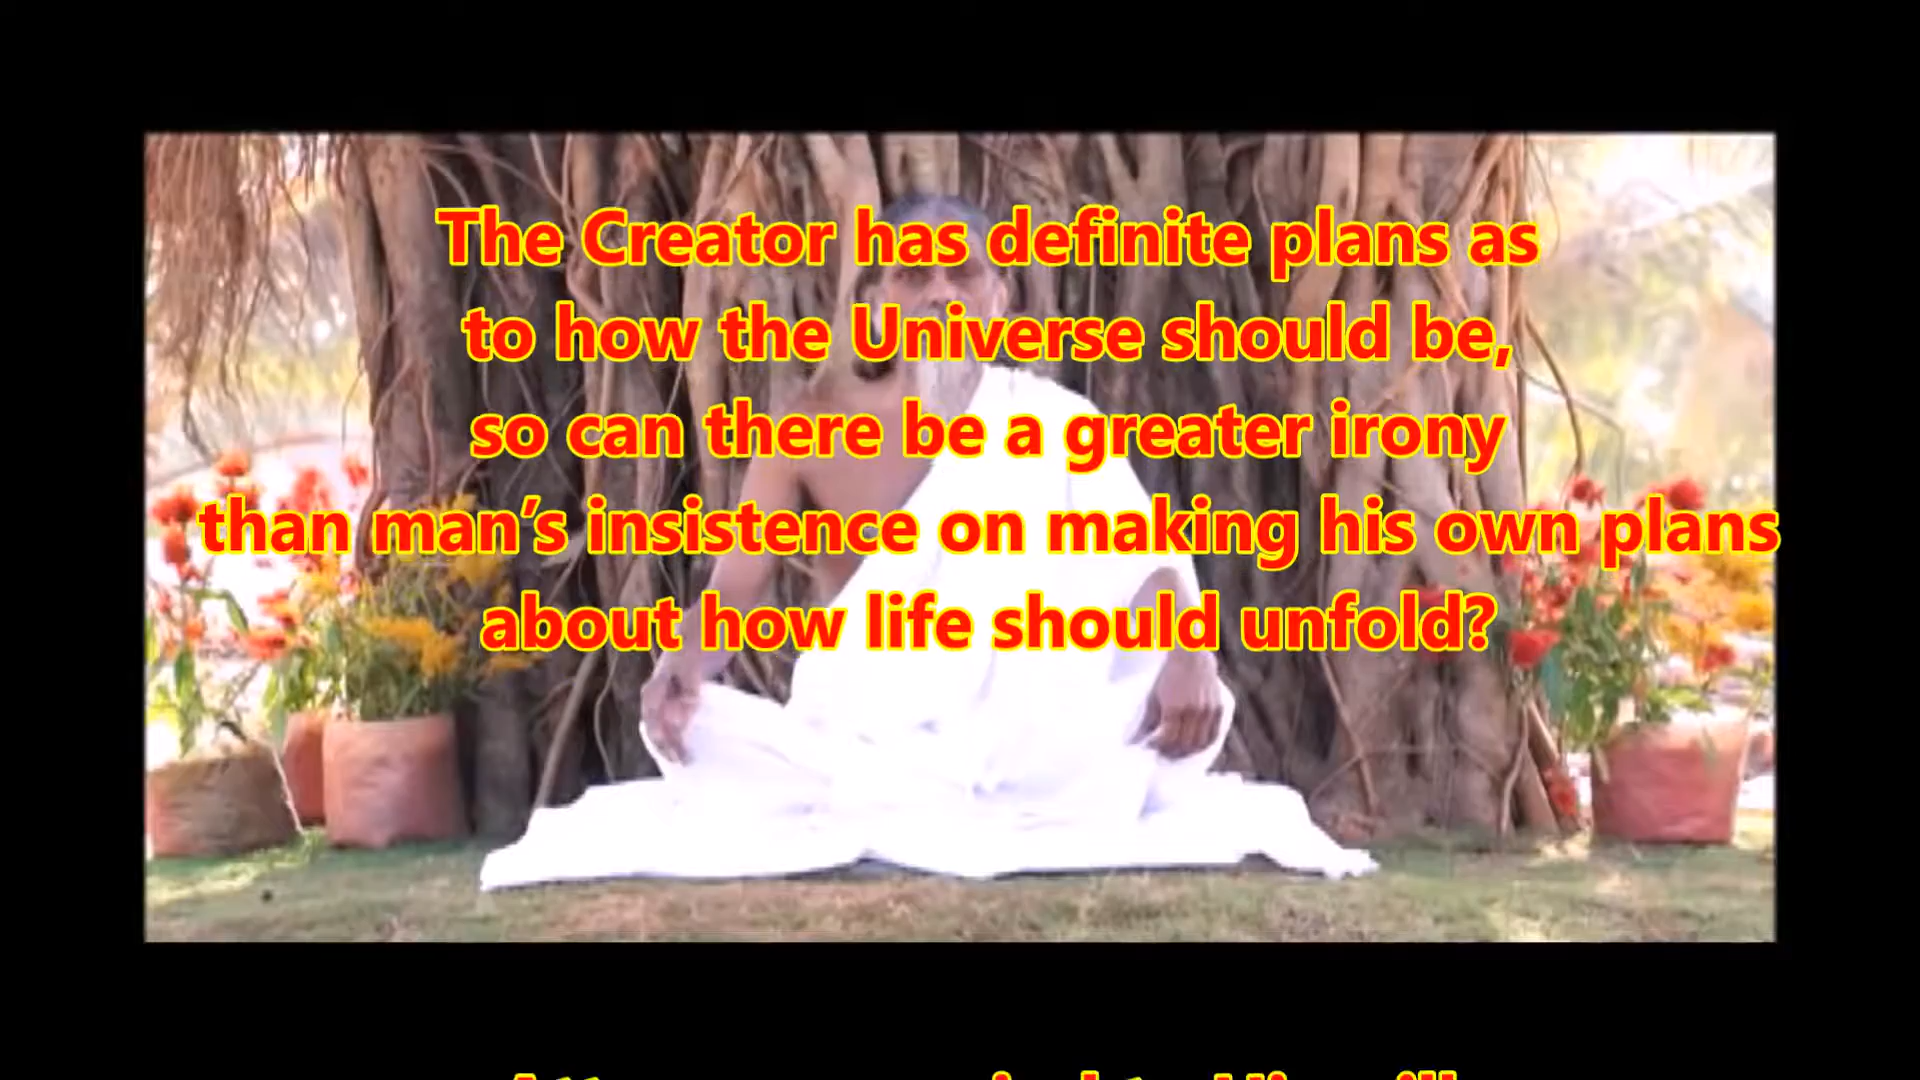 The Creator has definite plans as
to how the Universe should be,
so can there be a greater irony
than man’s insistence on making his own plans
about how life should unfold?